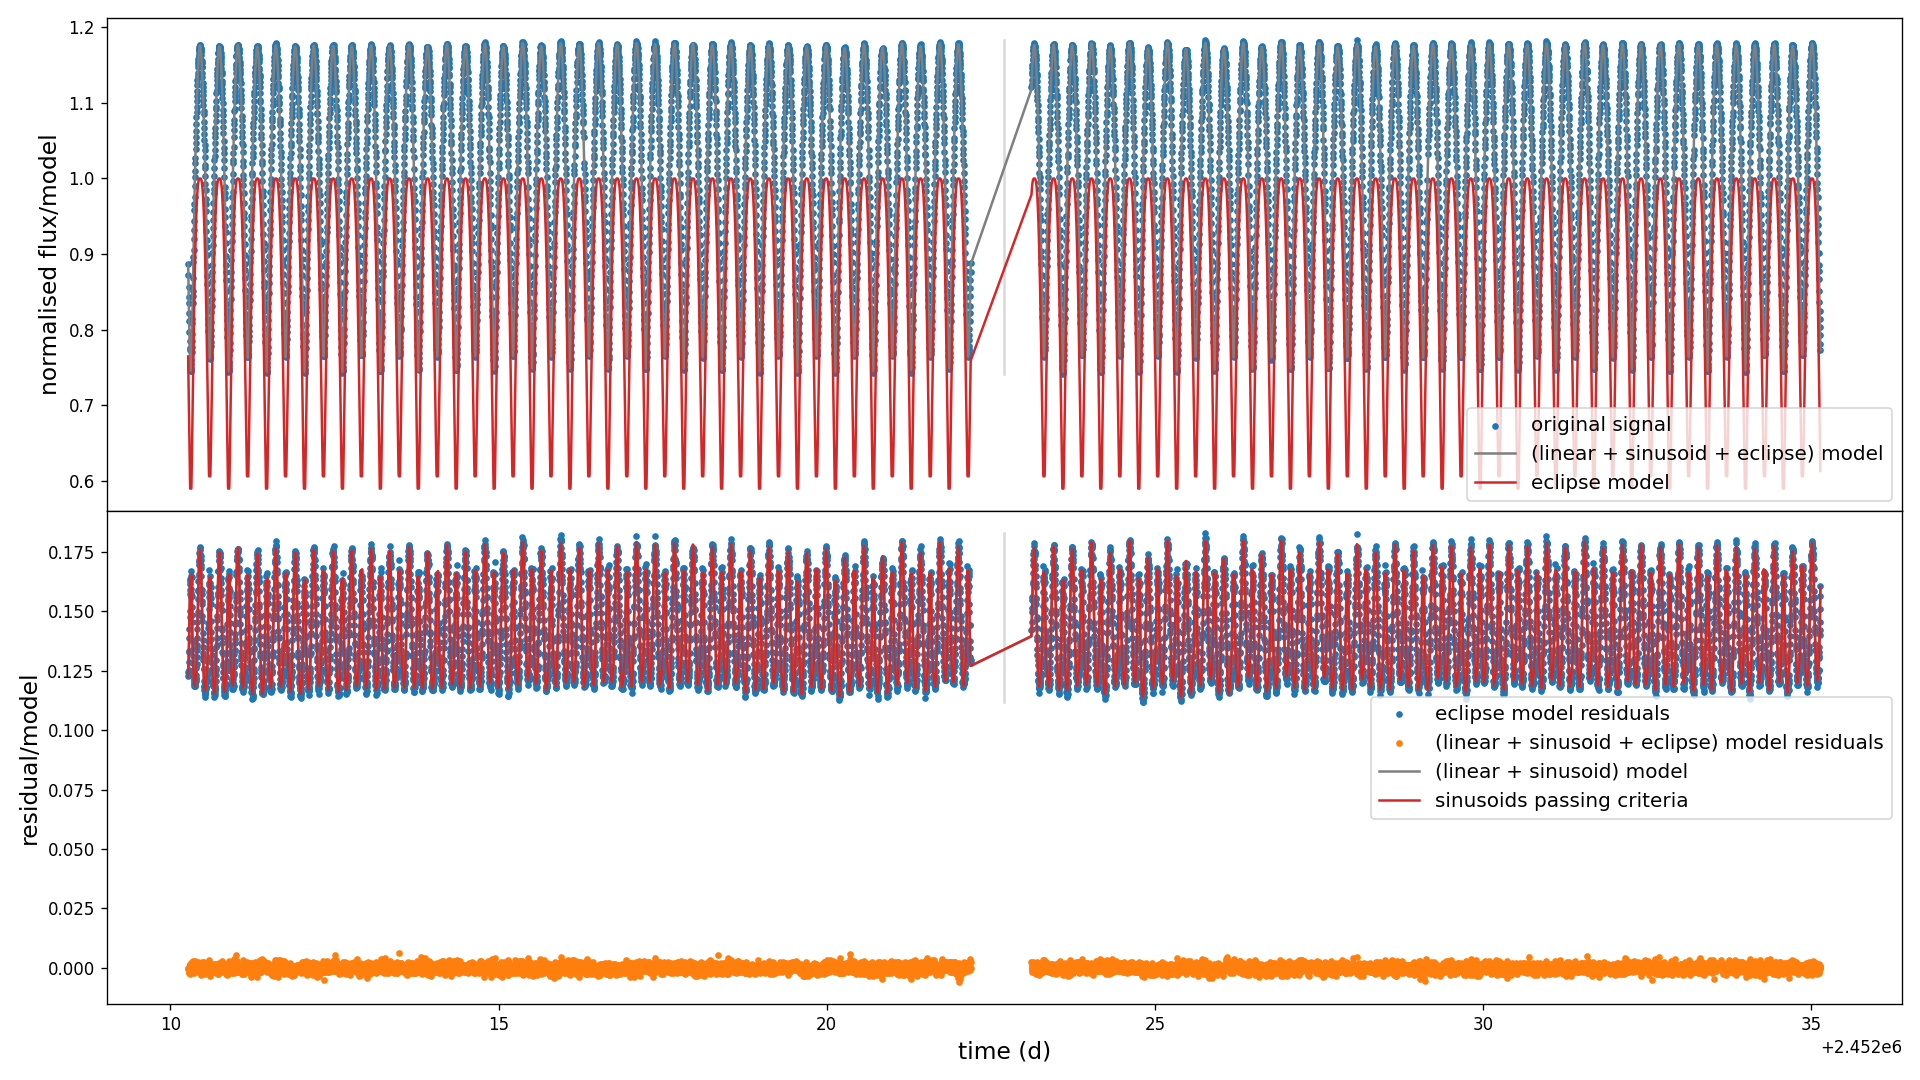 normalised flux/model
1.2
1.1
1.0
0.9
0.8
0.7
0.6
original signal
(linear + sinusoid + eclipse) model
eclipse model
residual/model
0.175
0.150
0.125
0.100
0.075
0.050
0.025
0.000
eclipse model residuals
(linear + sinusoid + eclipse) model residuals
(linear + sinusoid) model
sinusoids passing criteria
10 15 20 25 30 35
time (d)
+2.452e6